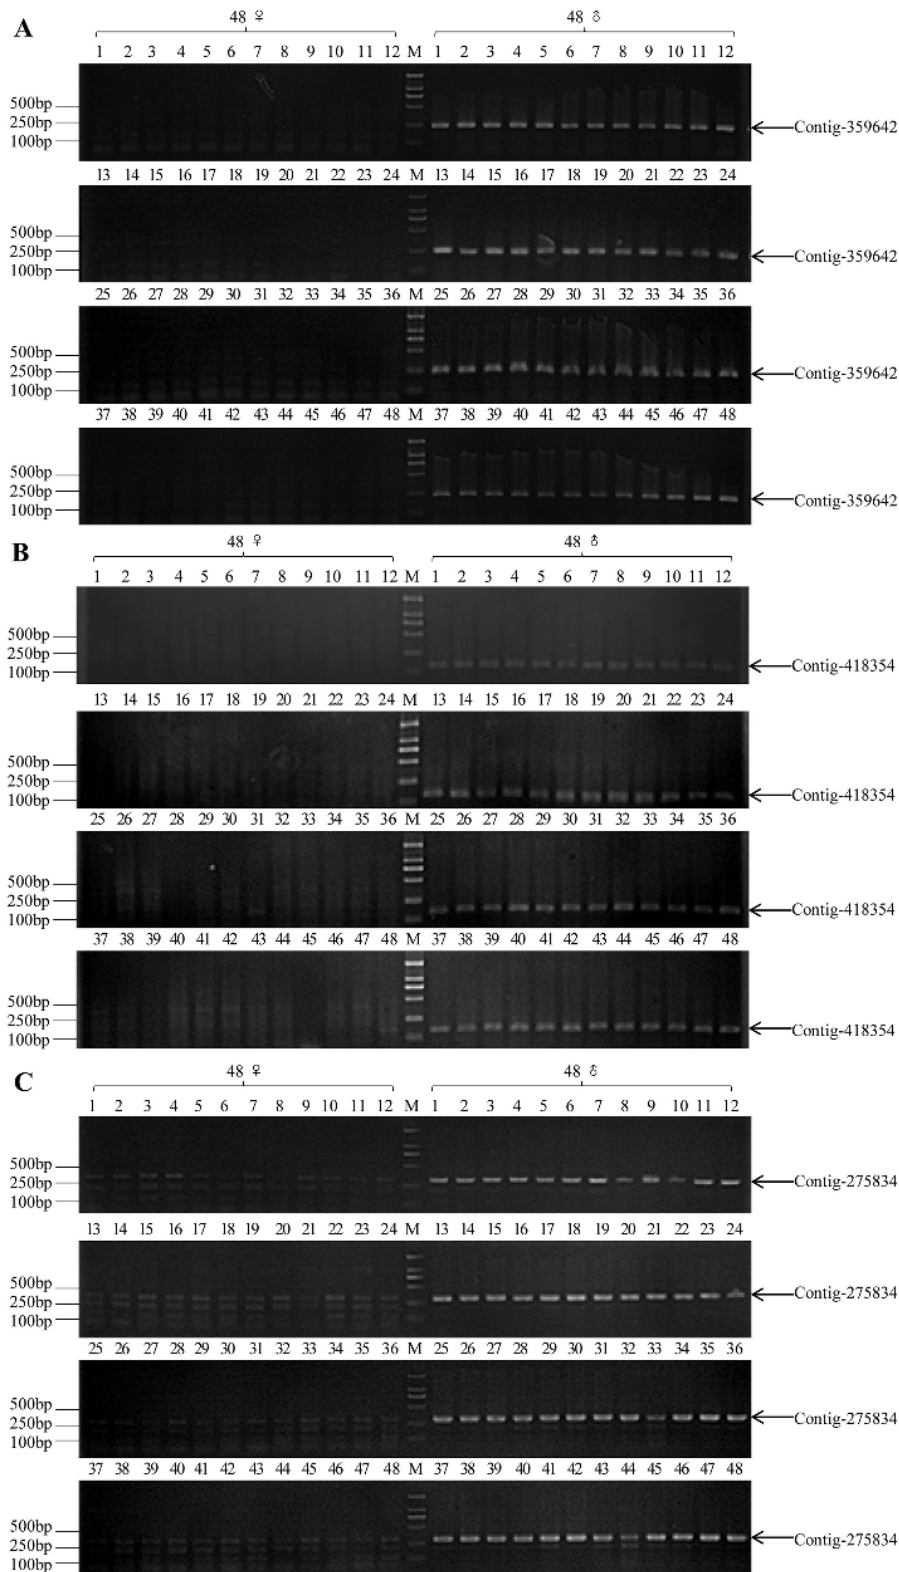 A
48 ♀ 48 ♂
1 2 3 4 5 6 7 8 9 10 11 12 M 1 2 3 4 5 6 7 8 9 10 11 12
500bp
250bp
100bp
Contig-359642
13 14 15 16 17 18 19 20 21 22 23 24 M 13 14 15 16 17 18 19 20 21 22 23 24
500bp
250bp
100bp
Contig-359642
25 26 27 28 29 30 31 32 33 34 35 36 M 25 26 27 28 29 30 31 32 33 34 35 36
500bp
250bp
100bp
Contig-359642
37 38 39 40 41 42 43 44 45 46 47 48 M 37 38 39 40 41 42 43 44 45 46 47 48
500bp
250bp
100bp
Contig-359642
B
48 ♀ 48 ♂
1 2 3 4 5 6 7 8 9 10 11 12 M 1 2 3 4 5 6 7 8 9 10 11 12
500bp
250bp
100bp
Contig-418354
13 14 15 16 17 18 19 20 21 22 23 24 M 13 14 15 16 17 18 19 20 21 22 23 24
500bp
250bp
100bp
Contig-418354
25 26 27 28 29 30 31 32 33 34 35 36 M 25 26 27 28 29 30 31 32 33 34 35 36
500bp
250bp
100bp
Contig-418354
37 38 39 40 41 42 43 44 45 46 47 48 M 37 38 39 40 41 42 43 44 45 46 47 48
500bp
250bp
100bp
Contig-418354
C
48 ♀ 48 ♂
1 2 3 4 5 6 7 8 9 10 11 12 M 1 2 3 4 5 6 7 8 9 10 11 12
500bp
250bp
100bp
Contig-275834
13 14 15 16 17 18 19 20 21 22 23 24 M 13 14 15 16 17 18 19 20 21 22 23 24
500bp
250bp
100bp
Contig-275834
25 26 27 28 29 30 31 32 33 34 35 36 M 25 26 27 28 29 30 31 32 33 34 35 36
500bp
250bp
100bp
Contig-275834
37 38 39 40 41 42 43 44 45 46 47 48 M 37 38 39 40 41 42 43 44 45 46 47 48
500bp
250bp
100bp
Contig-275834